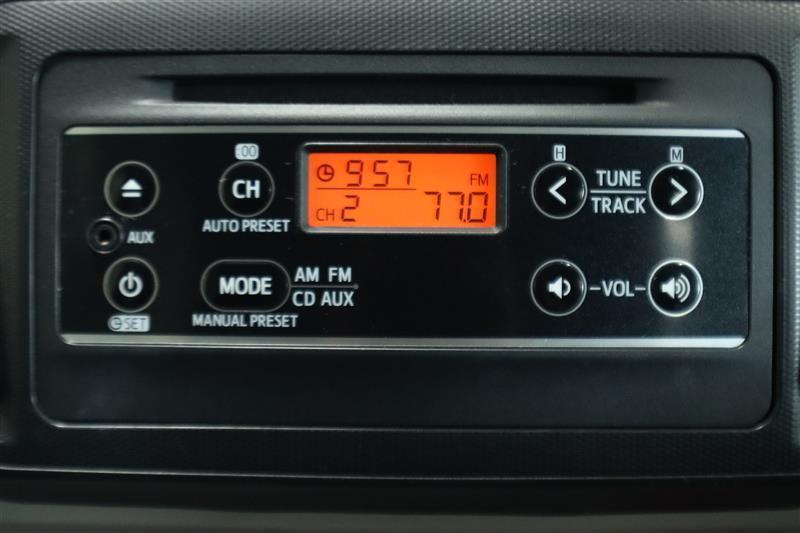 :00
H
M
CH
AUTO PRESET
9 57
FM
CH 2 77.0
TUNE
TRACK
AUX
MODE
AM FM
CD AUX
MANUAL PRESET
VOL
SET